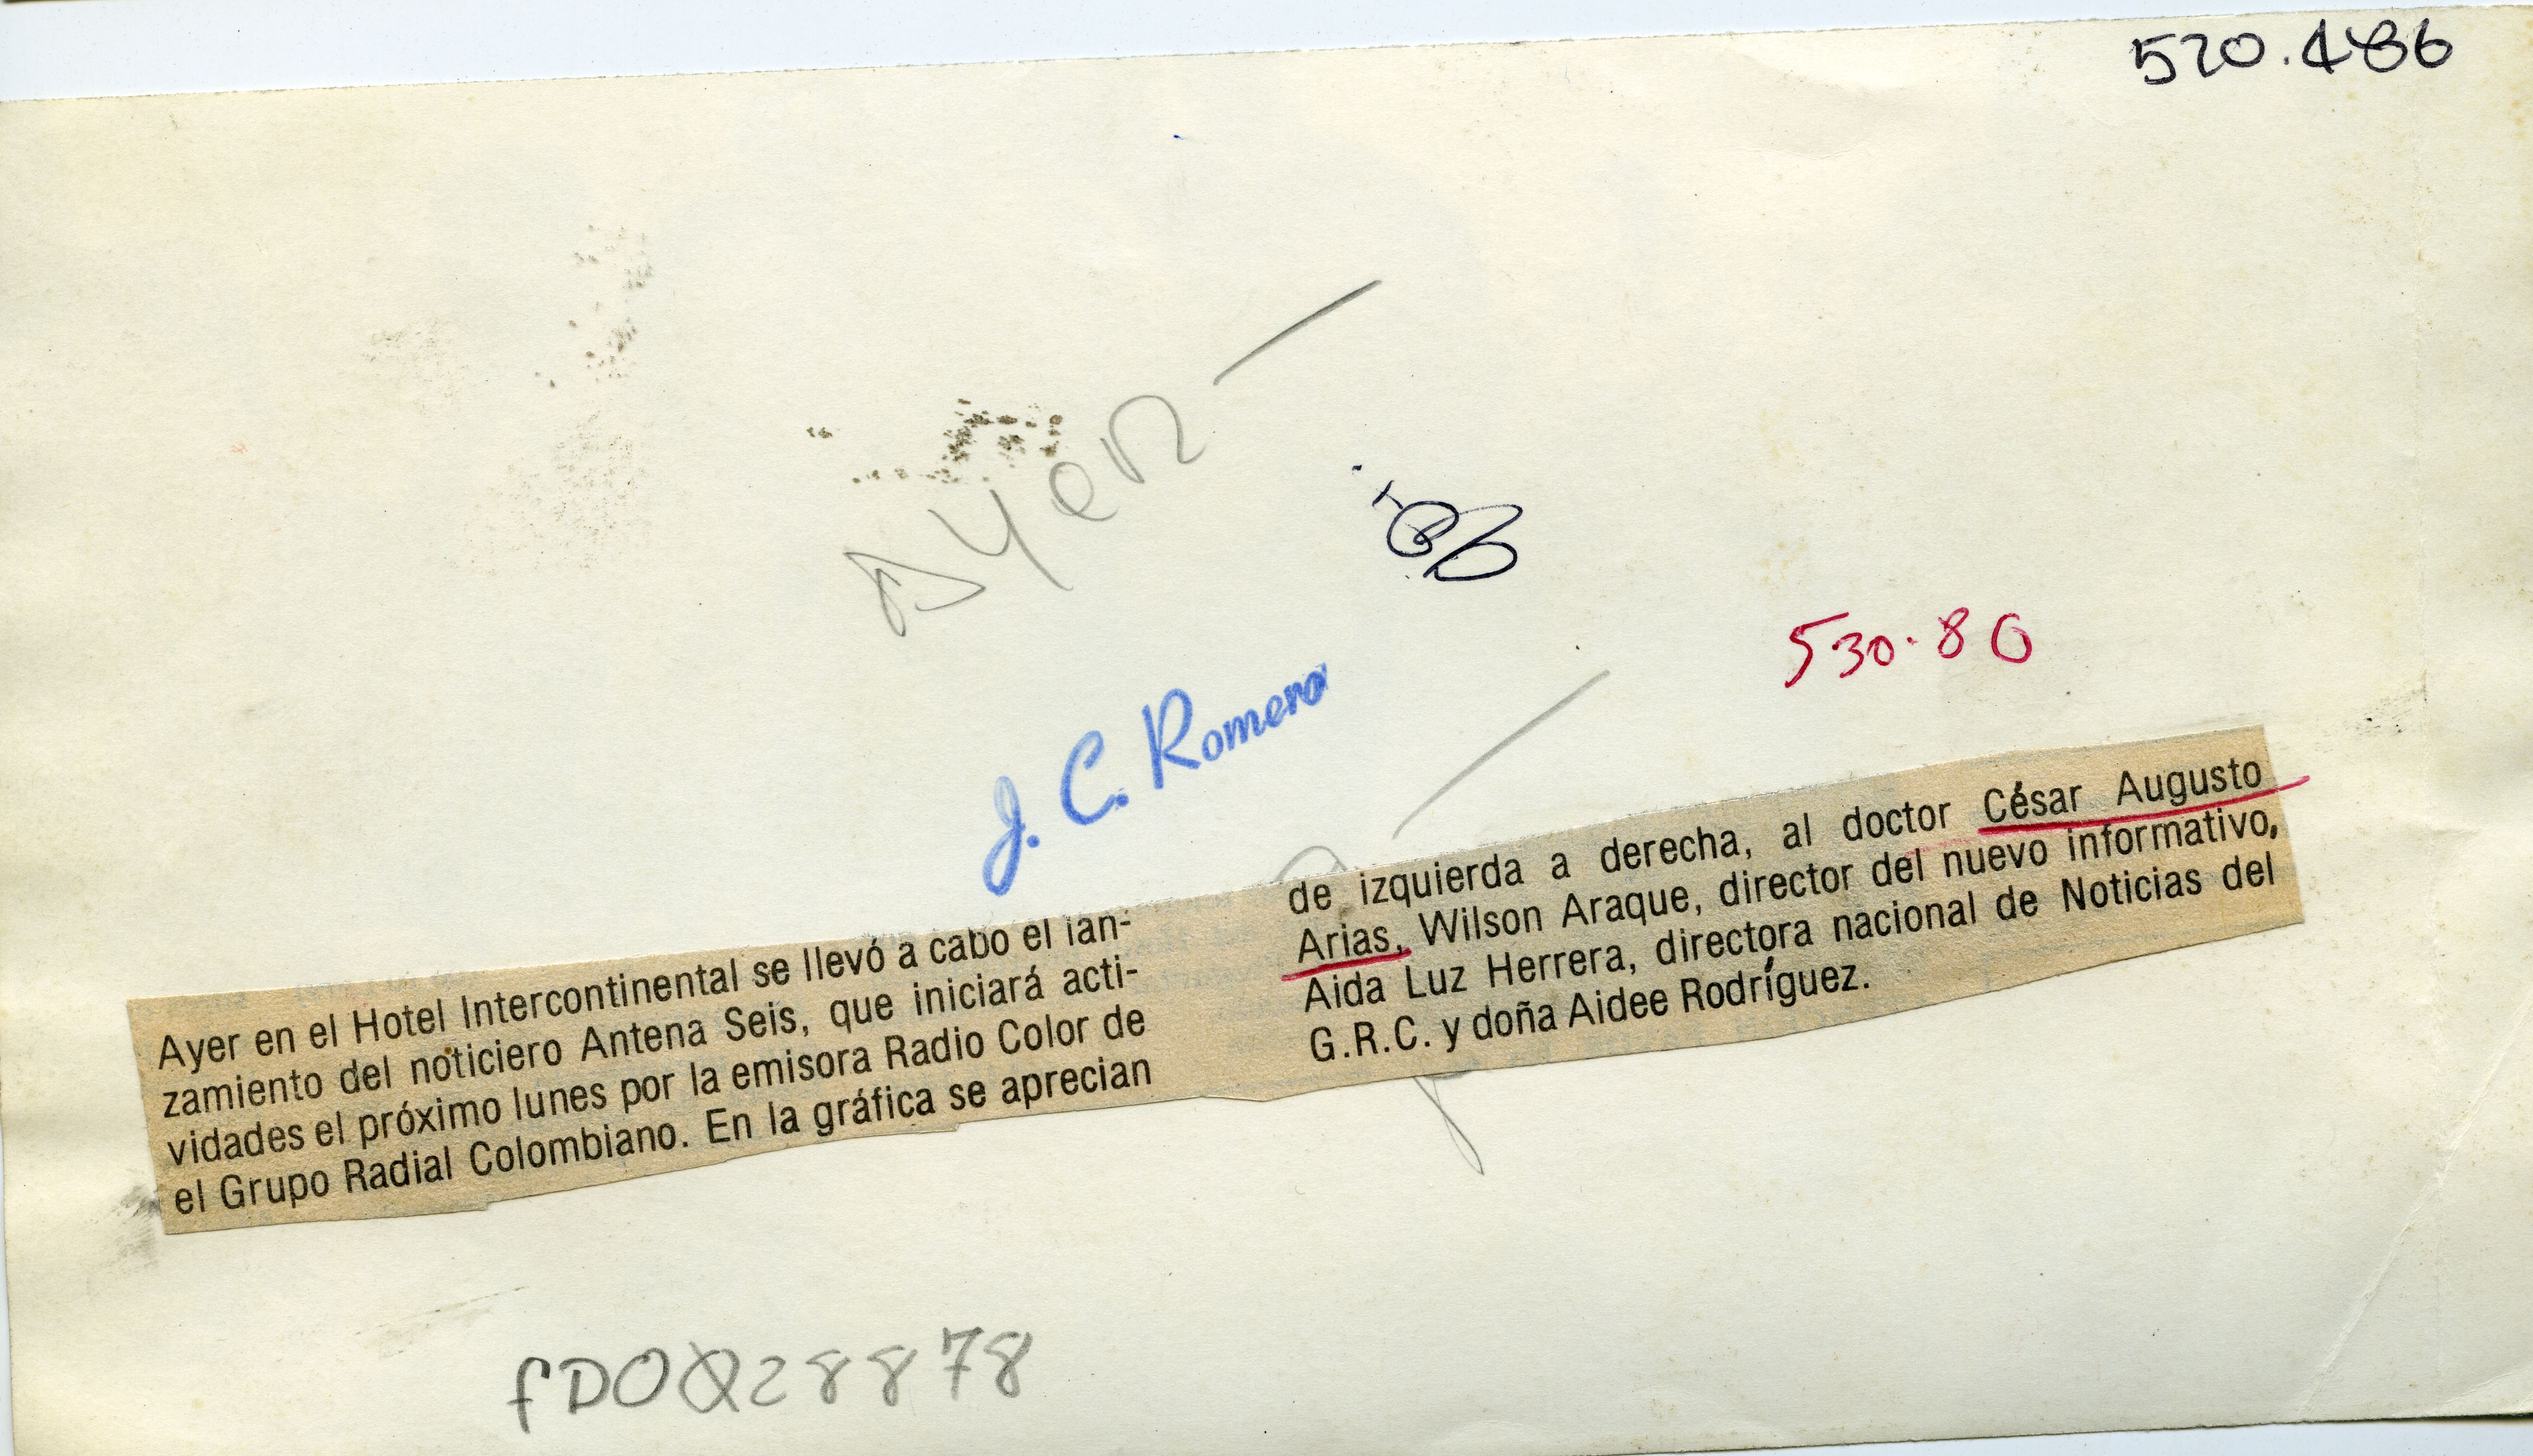 520.486
Ayer
530.80
J. C. Romero
Ayer en el Hotel Intercontinental se llevó a cabo el lan-
zamiento del noticiero Antena Seis, que iniciará acti-
vidades el próximo lunes por la emisora Radio Color de
el Grupo Radial Colombiano. En la gráfica se aprecian
de izquierda a derecha, al doctor César Augusto
Arias, Wilson Araque, director del nuevo informativo,
Aida Luz Herrera, directora nacional de Noticias del
G.R.C. y doña Aidee Rodríguez.